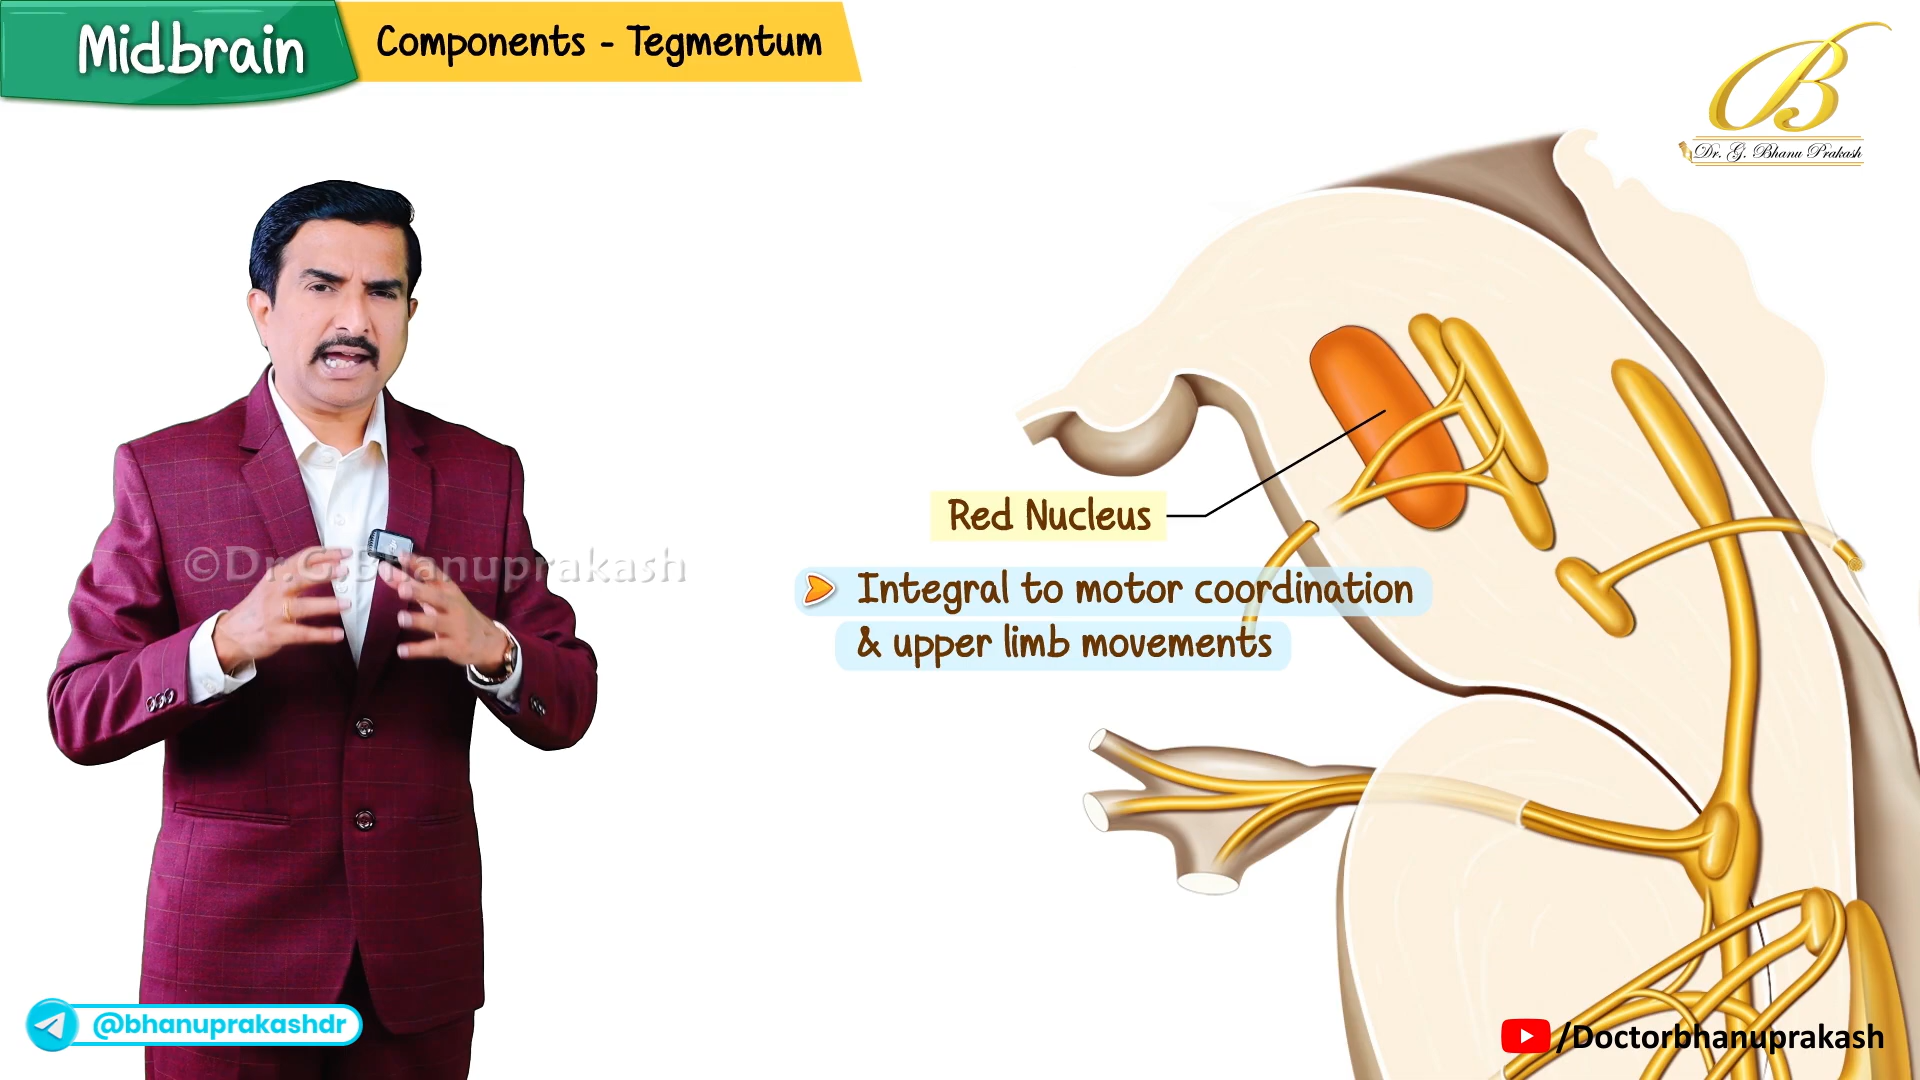 Midbrain
Components - Tegmentum
B
Dr. G. Bhanu Prakash
Red Nucleus
©Dr.G.Bhanuprakash
Integral to motor coordination
& upper limb movements
@bhanuprakashdr
/Doctorbhanuprakash